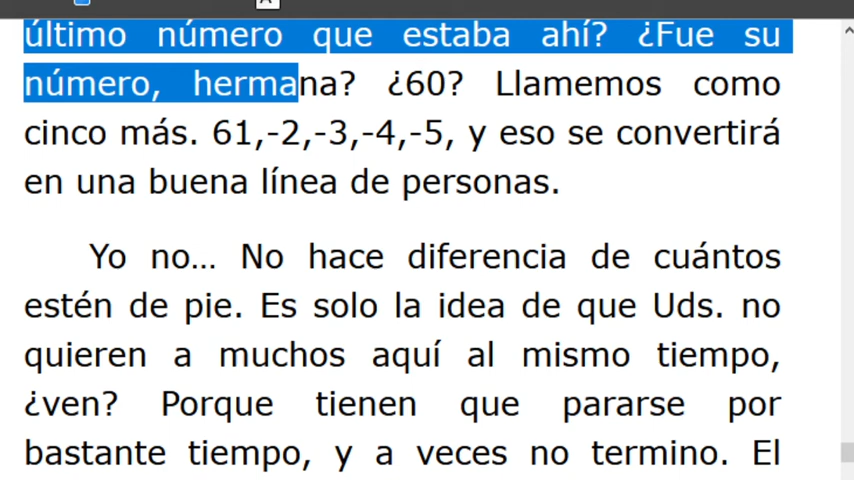 último número que estaba ahí? ¿Fue su
número, hermana? ¿60? Llamemos como
cinco más. 61,-2,-3,-4,-5, y eso se convertirá
en una buena línea de personas.
Yo no... No hace diferencia de cuántos
estén de pie. Es solo la idea de que Uds. no
quieren a muchos aquí al mismo tiempo,
¿ven? Porque tienen que pararse por
bastante tiempo, y a veces no termino. El